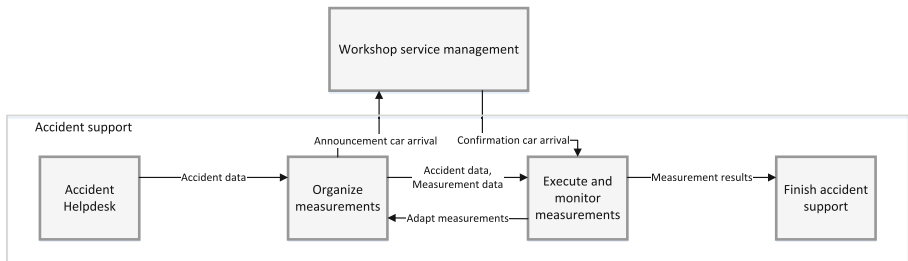 Workshop service management
Accident support
Announcement car arrival
Confirmation car arrival
Accident
Helpdesk
Accident data
Organize
measurements
Accident data,
Measurement data
Adapt measurements
Execute and
monitor
measurements
Measurement results
Finish accident
support